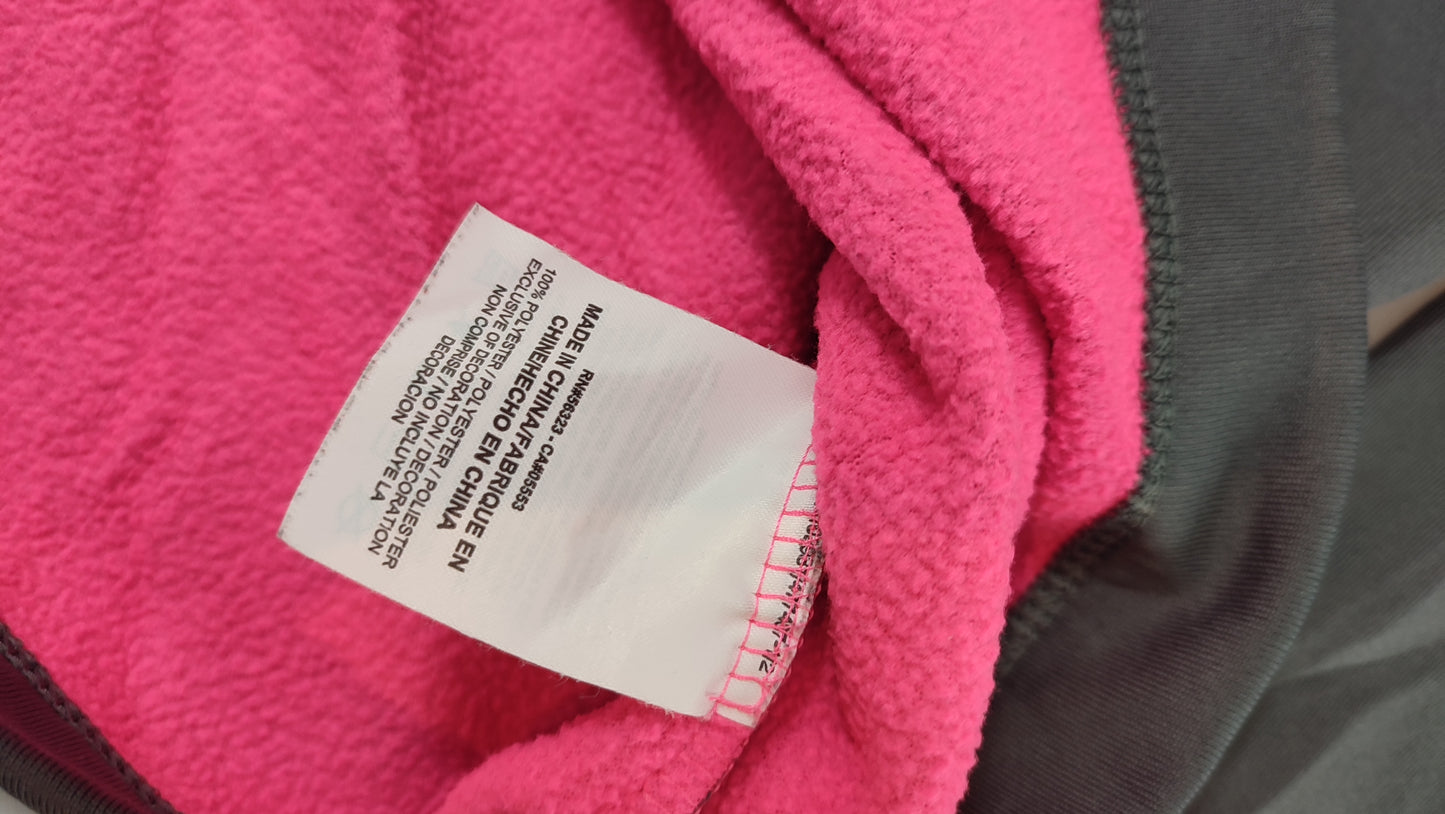 RN#56323 - CA#05553
MADE IN CHINA/FABRIQUE EN
CHINE/HECHO EN CHINA
100% POLYESTER / POLYESTER / POLIESTER
EXCLUSIVE OF DECORATION / DECORATION
NON COMPRISE / NO INCLUYE LA
DECORACION